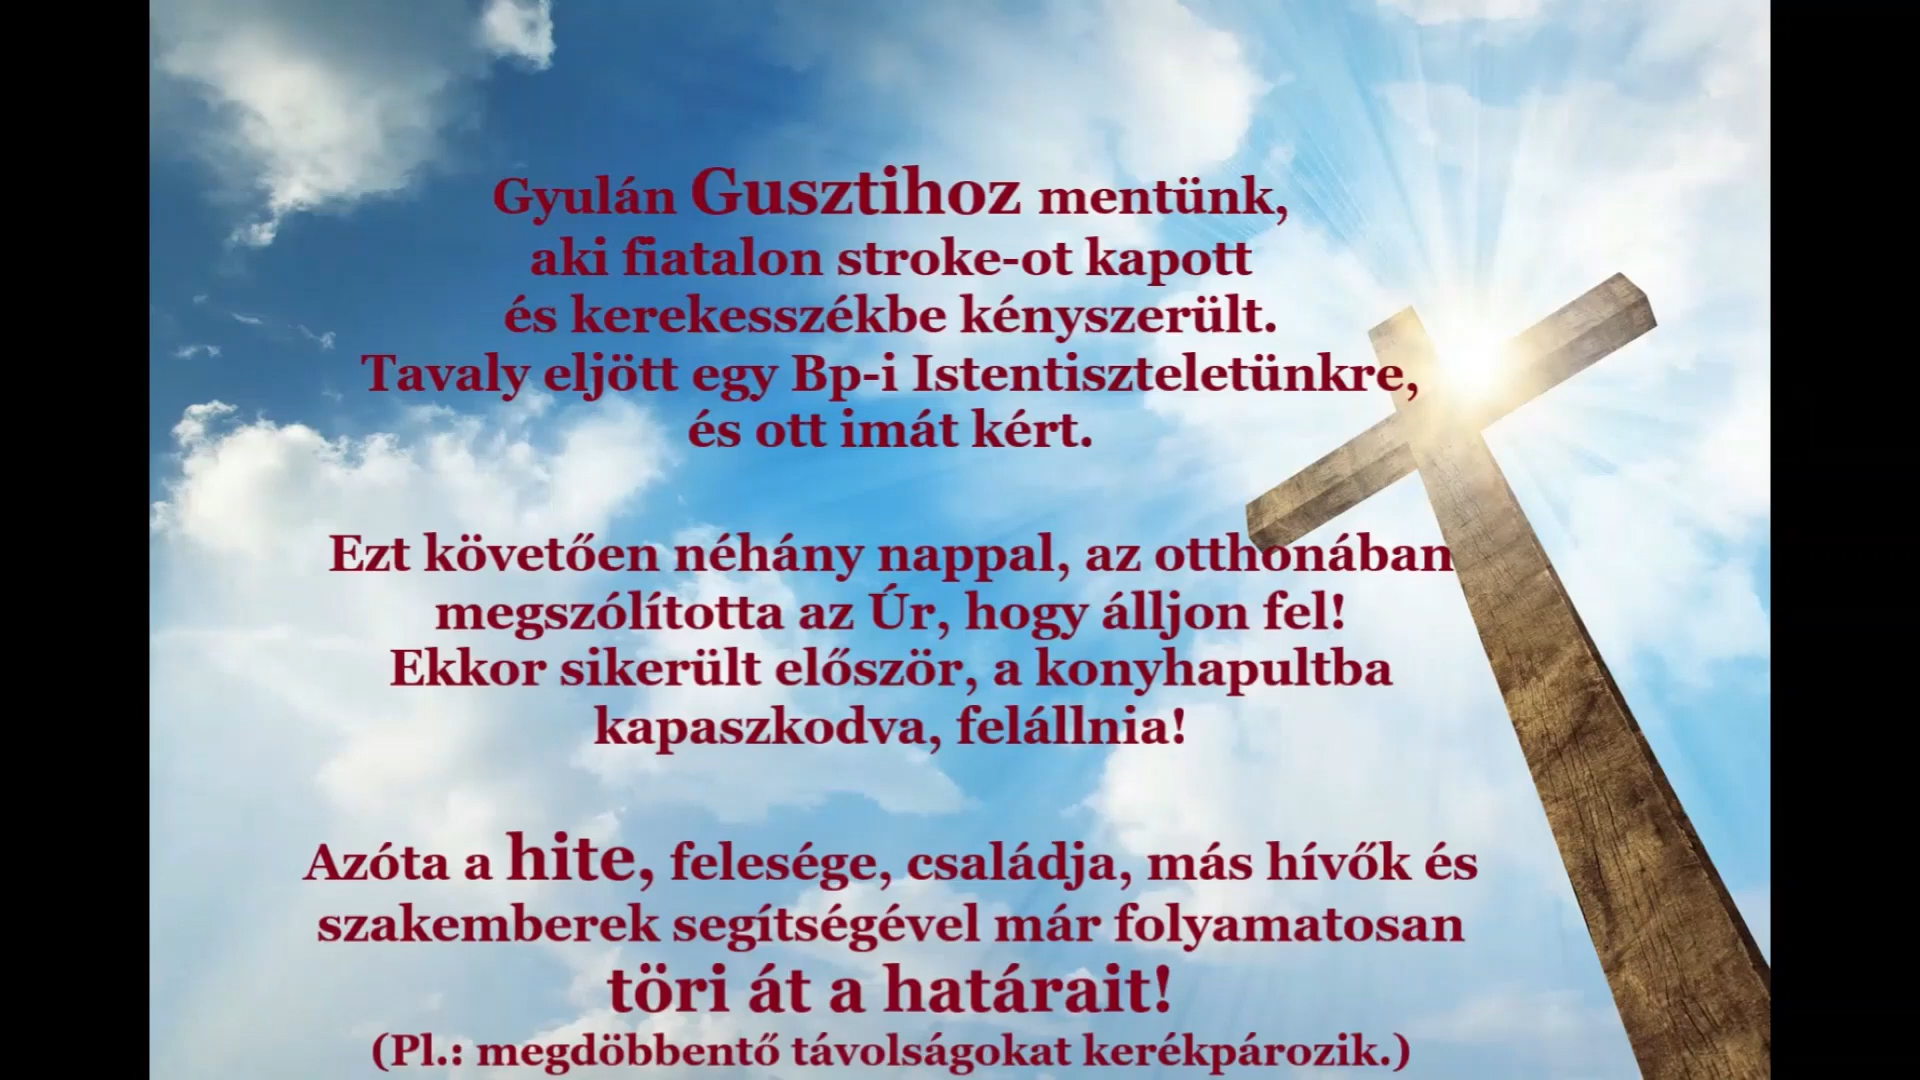 Gyulán Gusztihoz mentünk,
aki fiatalon stroke-ot kapott
és kerekesszékbe kényszerült.
Tavaly eljött egy Bp-i Istentiszteletünkre,
és ott imát kért.
Ezt követően néhány nappal, az otthonában
megszólította az Úr, hogy álljon fel!
Ekkor sikerült először, a konyhapultba
kapaszkodva, felállnia!
Azóta a hite, felesége, családja, más hívők és
szakemberek segítségével már folyamatosan
töri át a határait!
(Pl.: megdöbbentő távolságokat kerékpározik.)